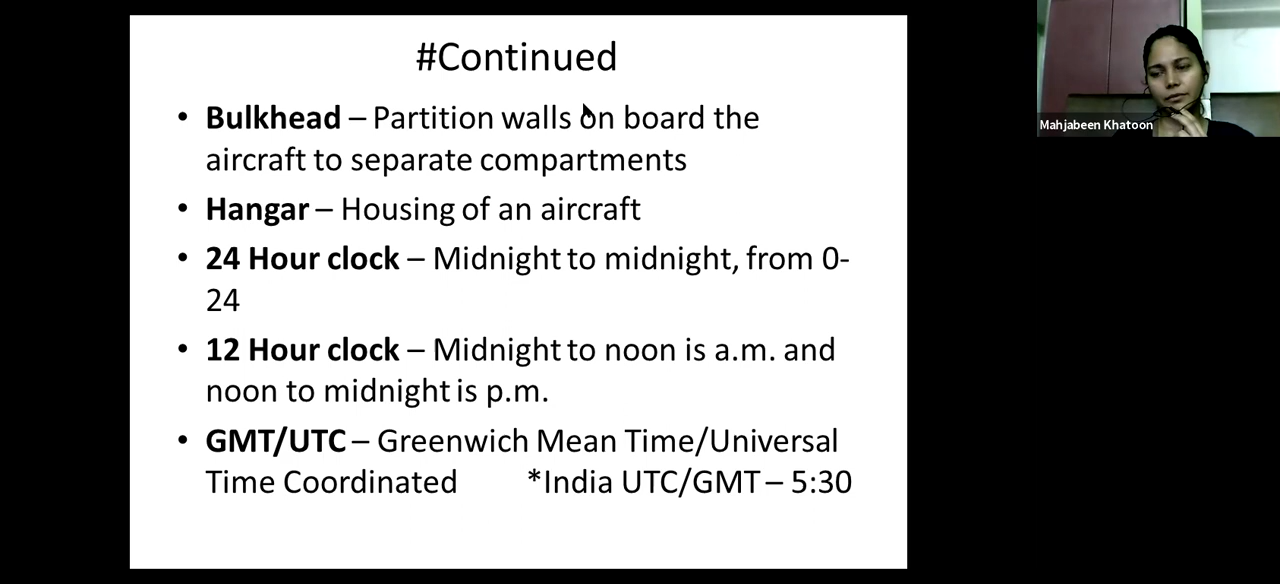 #Continued
• Bulkhead – Partition walls on board the
aircraft to separate compartments
• Hangar – Housing of an aircraft
• 24 Hour clock – Midnight to midnight, from 0-
24
• 12 Hour clock – Midnight to noon is a.m. and
noon to midnight is p.m.
• GMT/UTC – Greenwich Mean Time/Universal
Time Coordinated *India UTC/GMT – 5:30
Mahjabeen Khatoon